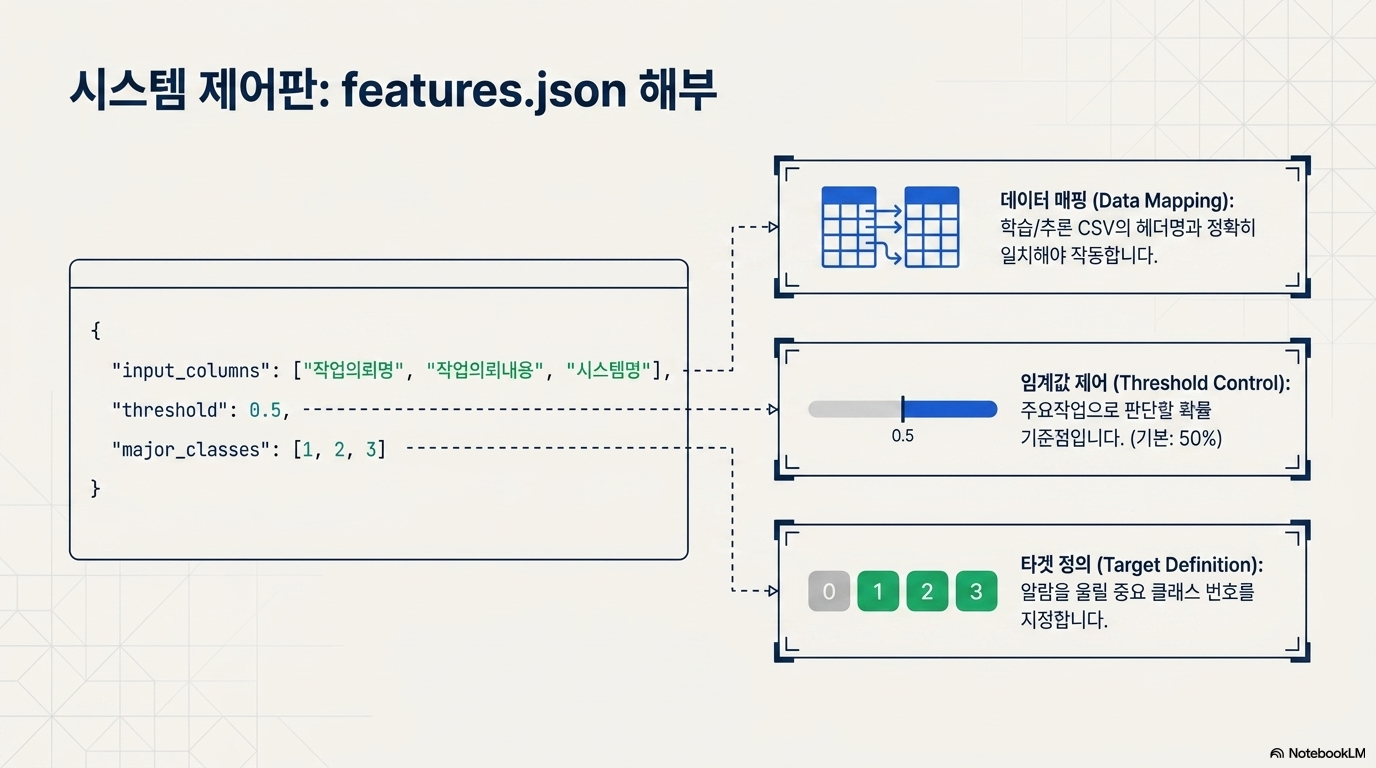 시스템 제어판: features.json 해부
{
"input_columns": ["작업의뢰명", "작업의뢰내용", "시스템명"],
"threshold": 0.5,
"major_classes": [1, 2, 3]
}
데이터 매핑 (Data Mapping):
학습/추론 CSV의 헤더명과 정확히
일치해야 작동합니다.
0.5
임계값 제어 (Threshold Control):
주요작업으로 판단할 확률
기준점입니다. (기본: 50%)
0 1 2 3
타겟 정의 (Target Definition):
알람을 울릴 중요 클래스 번호를
지정합니다.
NotebookLM